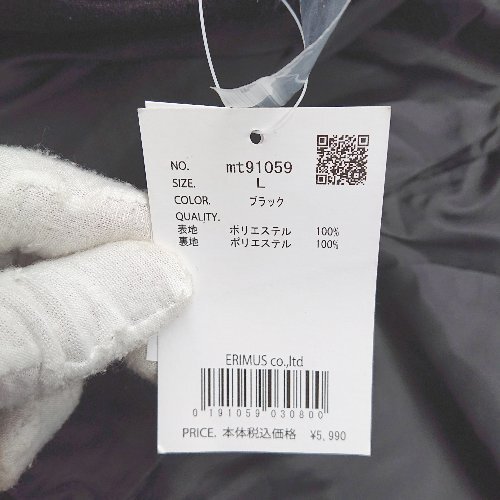 NO. mt91059
SIZE. L
COLOR. ブラック
QUALITY.
表地 ポリエステル 100%
裏地 ポリエステル 100%
ERIMUS co.,ltd
0 191059 030800
PRICE. 本体税込価格 ¥5,990